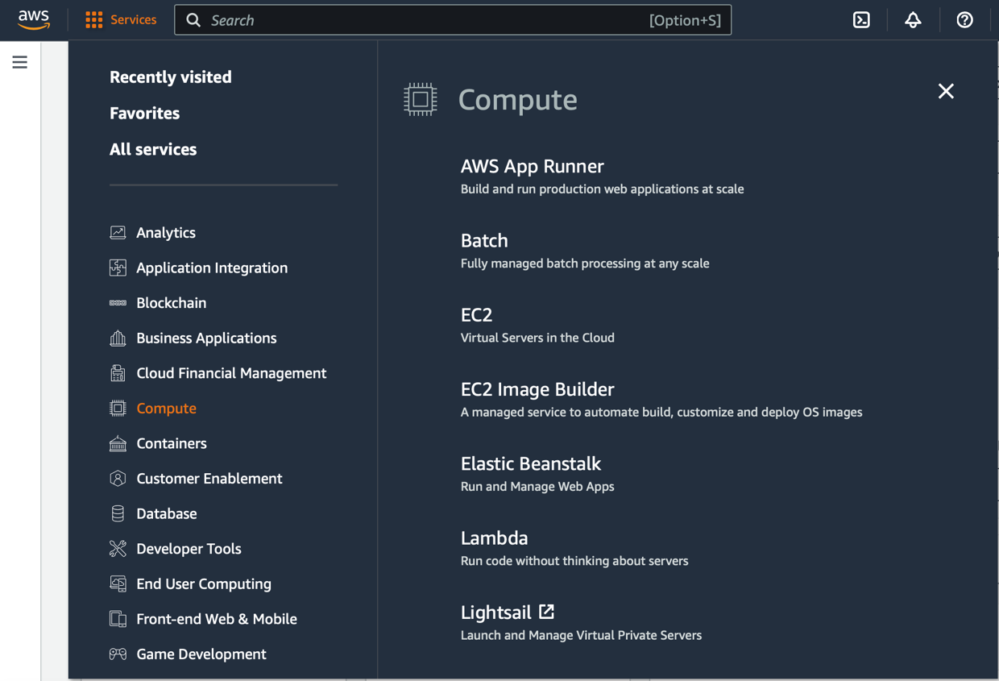 aws
Services
Search
[Option+S]
Recently visited
Favorites
All services
Analytics
Application Integration
Blockchain
Business Applications
Cloud Financial Management
Compute
Containers
Customer Enablement
Database
Developer Tools
End User Computing
Front-end Web & Mobile
Game Development
Compute
AWS App Runner
Build and run production web applications at scale
Batch
Fully managed batch processing at any scale
EC2
Virtual Servers in the Cloud
EC2 Image Builder
A managed service to automate build, customize and deploy OS images
Elastic Beanstalk
Run and Manage Web Apps
Lambda
Run code without thinking about servers
Lightsail
Launch and Manage Virtual Private Servers